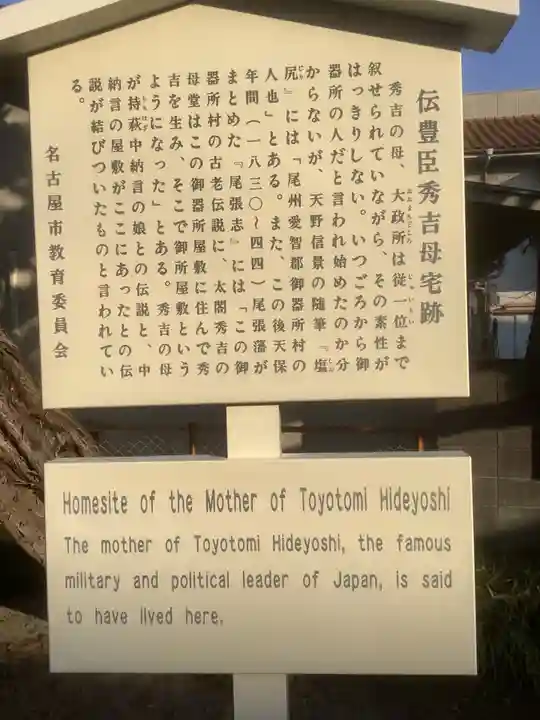 伝豊臣秀吉母宅跡
秀吉の母、大政所は従一位まで
叙せられていながら、その素性が
はっきりしない。いつごろから御
器所の人だと言われ始めたのか分
からないが、天野信景の随筆『塩
尻』には「尾州愛智郡御器所村の
人也」とある。また、この後天保
年間（一八三〇〜四四）尾張藩が
まとめた『尾張志』には「この御
器所村の古老伝説に、太閤秀吉の
母堂はこの御器所屋敷に住んで秀
吉を生み、そこで御所屋敷という
ようになった」とある。秀吉の母
が持萩中納言の娘との伝説と、中
納言の屋敷がここにあったとの伝
説が結びついたものと言われてい
る。
名古屋市教育委員会
Homesite of the Mother of Toyotomi Hideyoshi
The mother of Toyotomi Hideyoshi, the famous
military and political leader of Japan, is said
to have lived here.